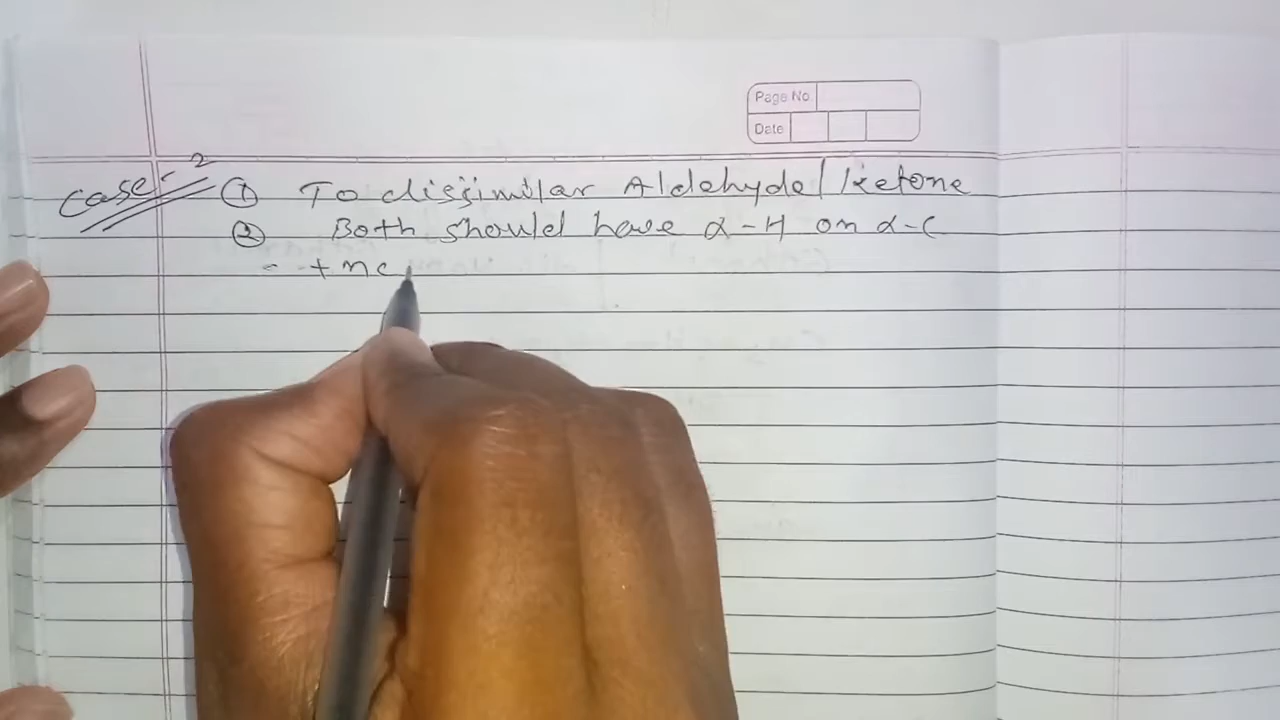 Page No.
Date
Case - 2 ① To dissimilar Aldehyde/Ketone
② Both should have α-H on α-C